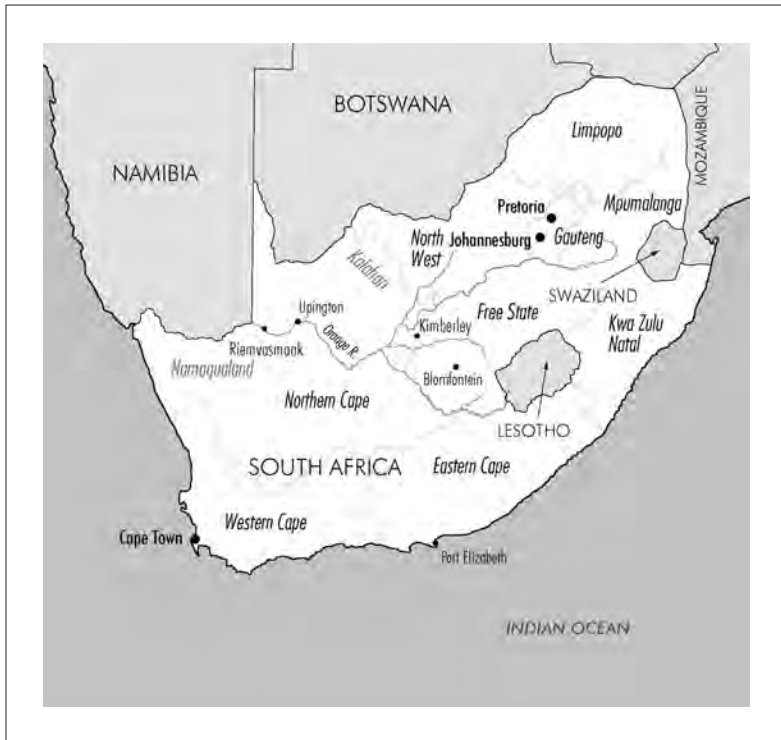 BOTSWANA
NAMIBIA
MOZAMBIQUE
Limpopo
Pretoria
Mpumalanga
North
West
Johannesburg
Gauteng
Kalahari
SWAZILAND
Upington
Free State
Kwa Zulu
Natal
Orange R.
Kimberley
Riemvasmaak
Namaqualand
Blomfontein
Northern Cape
LESOTHO
SOUTH AFRICA
Eastern Cape
Western Cape
Cape Town
Port Elizabeth
INDIAN OCEAN